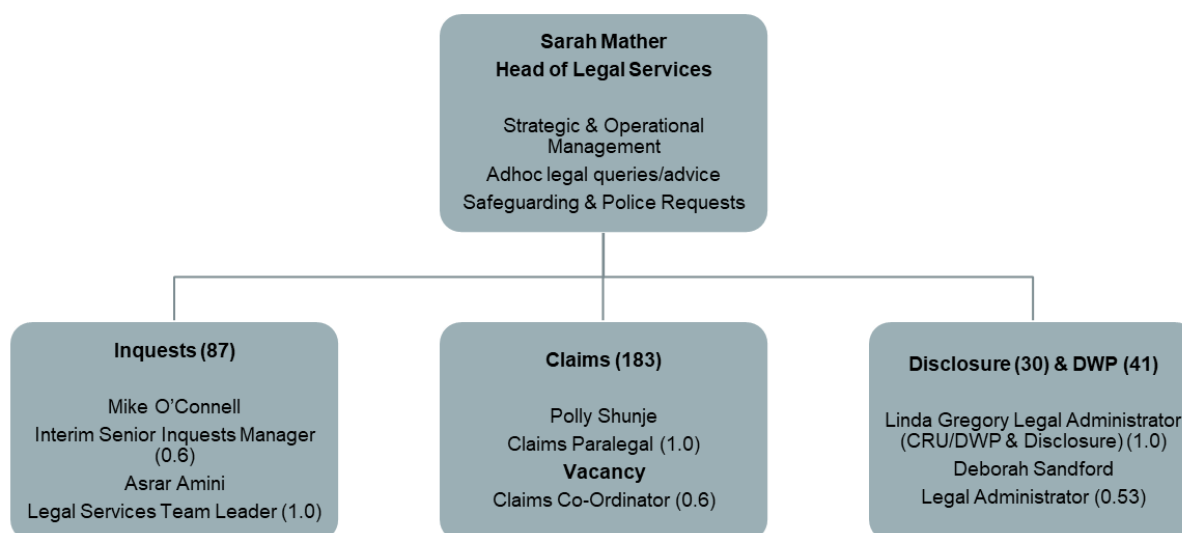 Sarah Mather
Head of Legal Services
Strategic & Operational
Management
Adhoc legal queries/advice
Safeguarding & Police Requests
Inquests (87)
Mike O’Connell
Interim Senior Inquests Manager
(0.6)
Asrar Amini
Legal Services Team Leader (1.0)
Claims (183)
Polly Shunje
Claims Paralegal (1.0)
Vacancy
Claims Co-Ordinator (0.6)
Disclosure (30) & DWP (41)
Linda Gregory Legal Administrator
(CRU/DWP & Disclosure) (1.0)
Deborah Sandford
Legal Administrator (0.53)